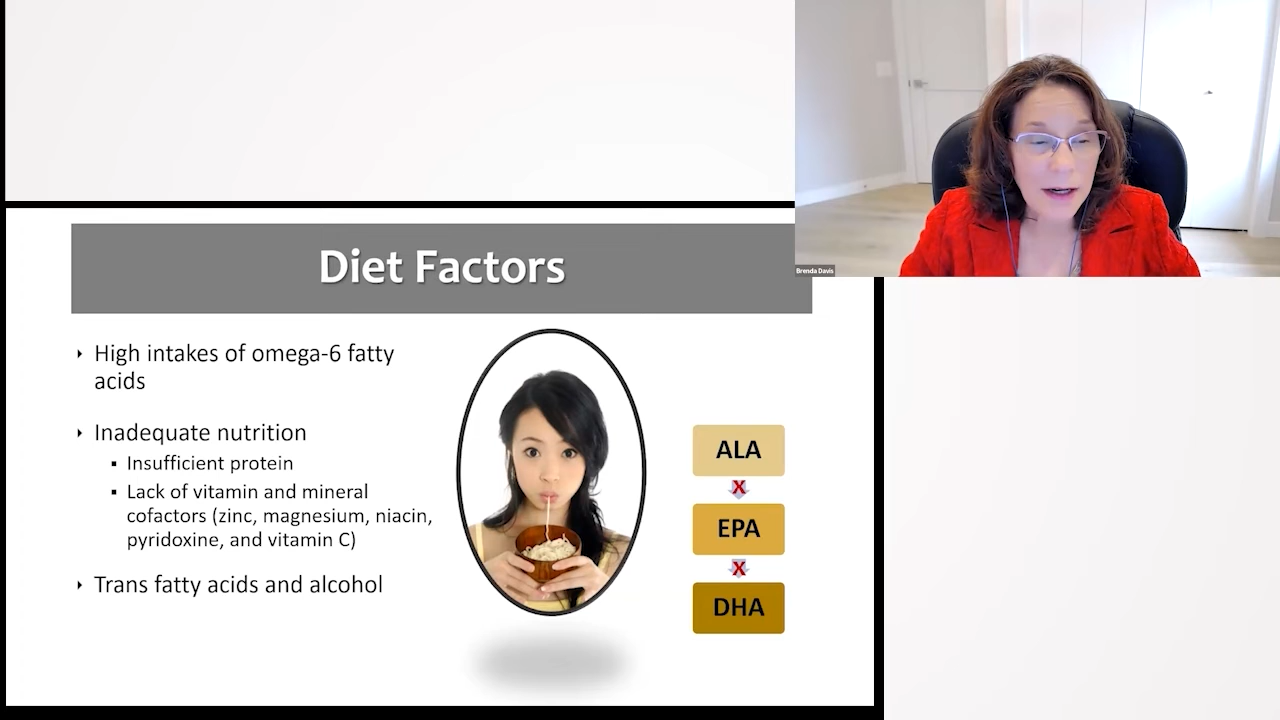 Brenda Davis
Diet Factors
High intakes of omega-6 fatty
acids
Inadequate nutrition
Insufficient protein
Lack of vitamin and mineral
cofactors (zinc, magnesium, niacin,
pyridoxine, and vitamin C)
Trans fatty acids and alcohol
ALA
X
EPA
X
DHA